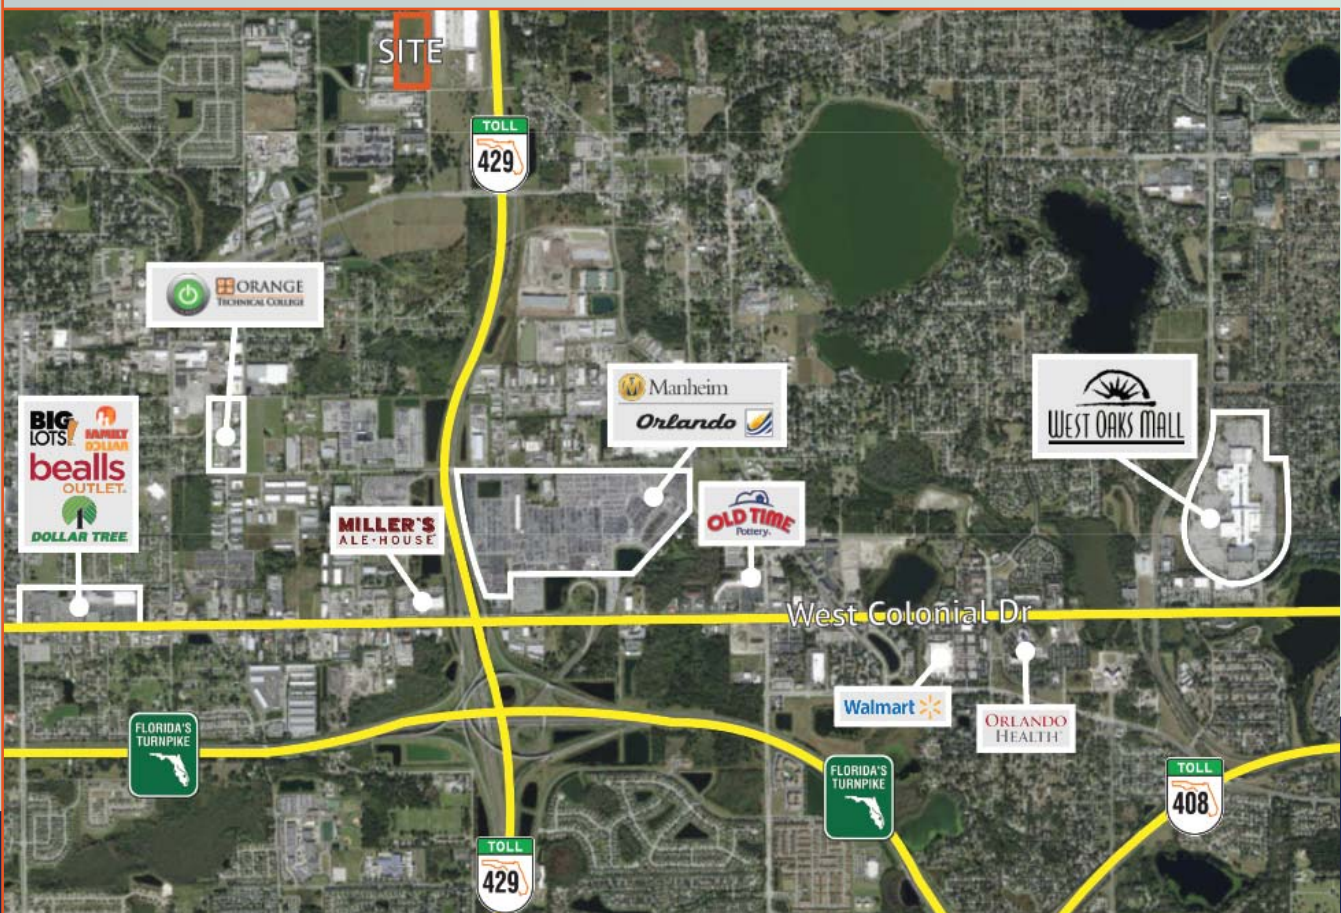 SITE
TOLL
429
ORANGE
TECHNICAL COLLEGE
Manheim
Orlando
WEST OAKS MALL
BIG
LOTS!
FAMILY
DOLLAR
bealls
OUTLET.
DOLLAR TREE
MILLER'S
ALE·HOUSE
OLD TIME
Pottery.
West Colonial Dr
Walmart
ORLANDO
HEALTH
FLORIDA'S
TURNPIKE
FLORIDA'S
TURNPIKE
TOLL
408
TOLL
429